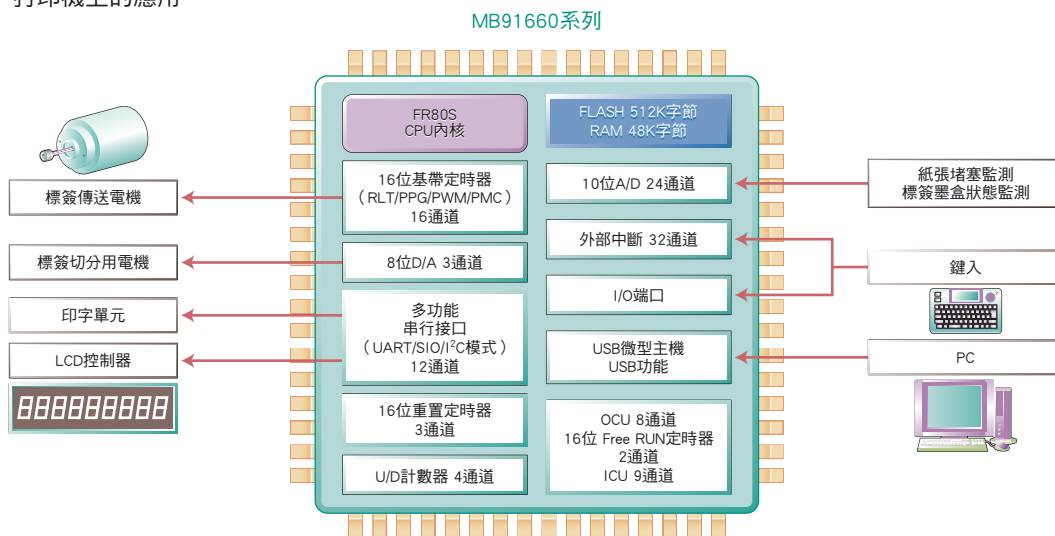 打印機上的應用
MB91660系列
FR80S
CPU內核
FLASH 512K字節
RAM 48K字節
16位基帶定時器
（RLT/PPG/PWM/PMC）
16通道
10位A/D 24通道
外部中斷 32通道
8位D/A 3通道
I/O端口
多功能
串行接口
（UART/SIO/I²C模式）
12通道
USB微型主機
USB功能
16位重置定時器
3通道
OCU 8通道
16位 Free RUN定時器
2通道
ICU 9通道
U/D計數器 4通道
標簽傳送電機
標簽切分用電機
印字單元
LCD控制器
888888888
紙張堵塞監測
標簽墨盒狀態監測
鍵入
PC